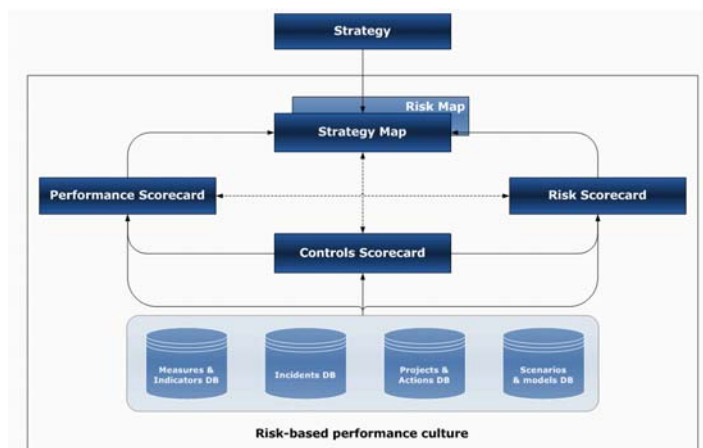 Strategy
Risk Map
Strategy Map
Performance Scorecard
Risk Scorecard
Controls Scorecard
Measures &
Indicators DB
Incidents DB
Projects &
Actions DB
Scenarios
& models DB
Risk-based performance culture